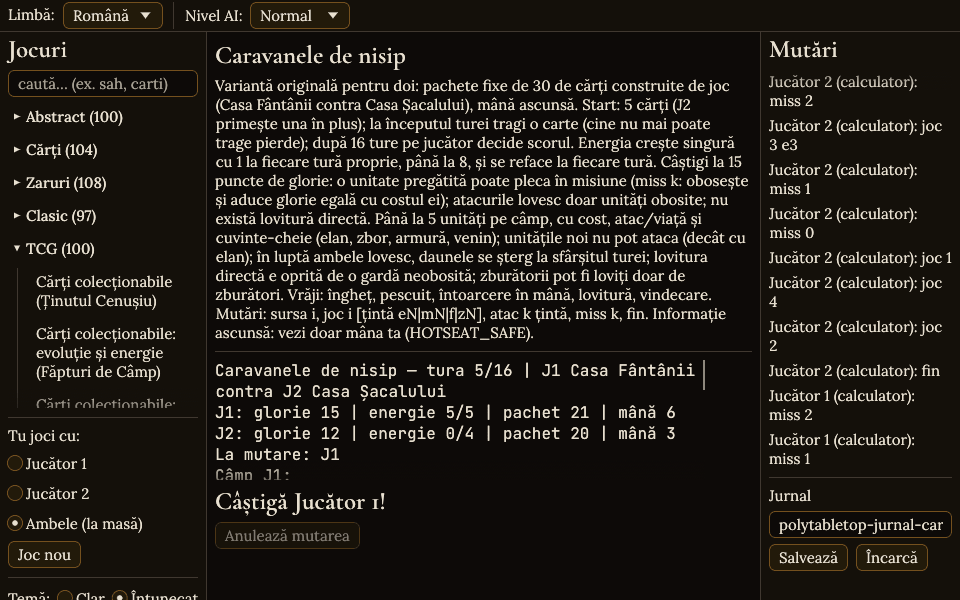 Limbă: Română ▼ Nivel AI: Normal ▼
Jocuri
caută... (ex. sah, carti)
▸ Abstract (100)
▸ Cărți (104)
▸ Zaruri (108)
▸ Clasic (97)
▾ TCG (100)
Cărți colecționabile
(Ținutul Cenușiu)
Cărți colecționabile:
evoluție și energie
(Făpturi de Câmp)
Cărți colecționabile:
Tu joci cu:
Jucător 1
Jucător 2
Ambele (la masă)
Joc nou
Temă: Clar Întunecat
Caravanele de nisip
Variantă originală pentru doi: pachete fixe de 30 de cărți construite de joc
(Casa Fântânii contra Casa Șacalului), mână ascunsă. Start: 5 cărți (J2
primește una în plus); la începutul turei tragi o carte (cine nu mai poate
trage pierde); după 16 ture pe jucător decide scorul. Energia crește singură
cu 1 la fiecare tură proprie, până la 8, și se reface la fiecare tură. Câștigi la 15
puncte de glorie: o unitate pregătită poate pleca în misiune (miss k: obosește
și aduce glorie egală cu costul ei); atacurile lovesc doar unități obosite; nu
există lovitură directă. Până la 5 unități pe câmp, cu cost, atac/viață și
cuvinte-cheie (elan, zbor, armură, venin); unitățile noi nu pot ataca (decât cu
elan); în luptă ambele lovesc, daunele se șterg la sfârșitul turei; lovitura
directă e oprită de o gardă neobosită; zburătorii pot fi loviți doar de
zburători. Vrăji: îngheț, pescuit, întoarcere în mână, lovitură, vindecare.
Mutări: sursa i, joc i [țintă eN|mN|f|zN], atac k țintă, miss k, fin. Informație
ascunsă: vezi doar mâna ta (HOTSEAT_SAFE).
Caravanele de nisip — tura 5/16 | J1 Casa Fântânii
contra J2 Casa Șacalului
J1: glorie 15 | energie 5/5 | pachet 21 | mână 6
J2: glorie 12 | energie 0/4 | pachet 20 | mână 3
La mutare: J1
Câmp J1:
Câștigă Jucător 1!
Anulează mutarea
Mutări
Jucător 2 (calculator):
miss 2
Jucător 2 (calculator): joc
3 e3
Jucător 2 (calculator):
miss 1
Jucător 2 (calculator):
miss 0
Jucător 2 (calculator): joc 1
Jucător 2 (calculator): joc
4
Jucător 2 (calculator): joc
2
Jucător 2 (calculator): fin
Jucător 1 (calculator):
miss 2
Jucător 1 (calculator):
miss 1
Jurnal
polytabletop-jurnal-car
Salvează Încarcă